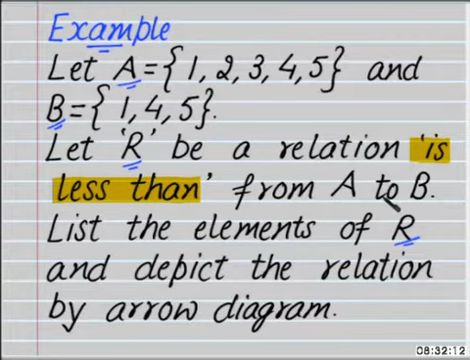 Example
Let A={1,2,3,4,5} and
B={1,4,5}.
Let 'R' be a relation 'is
less than' from A to B.
List the elements of R
and depict the relation
by arrow diagram.
08:32:12